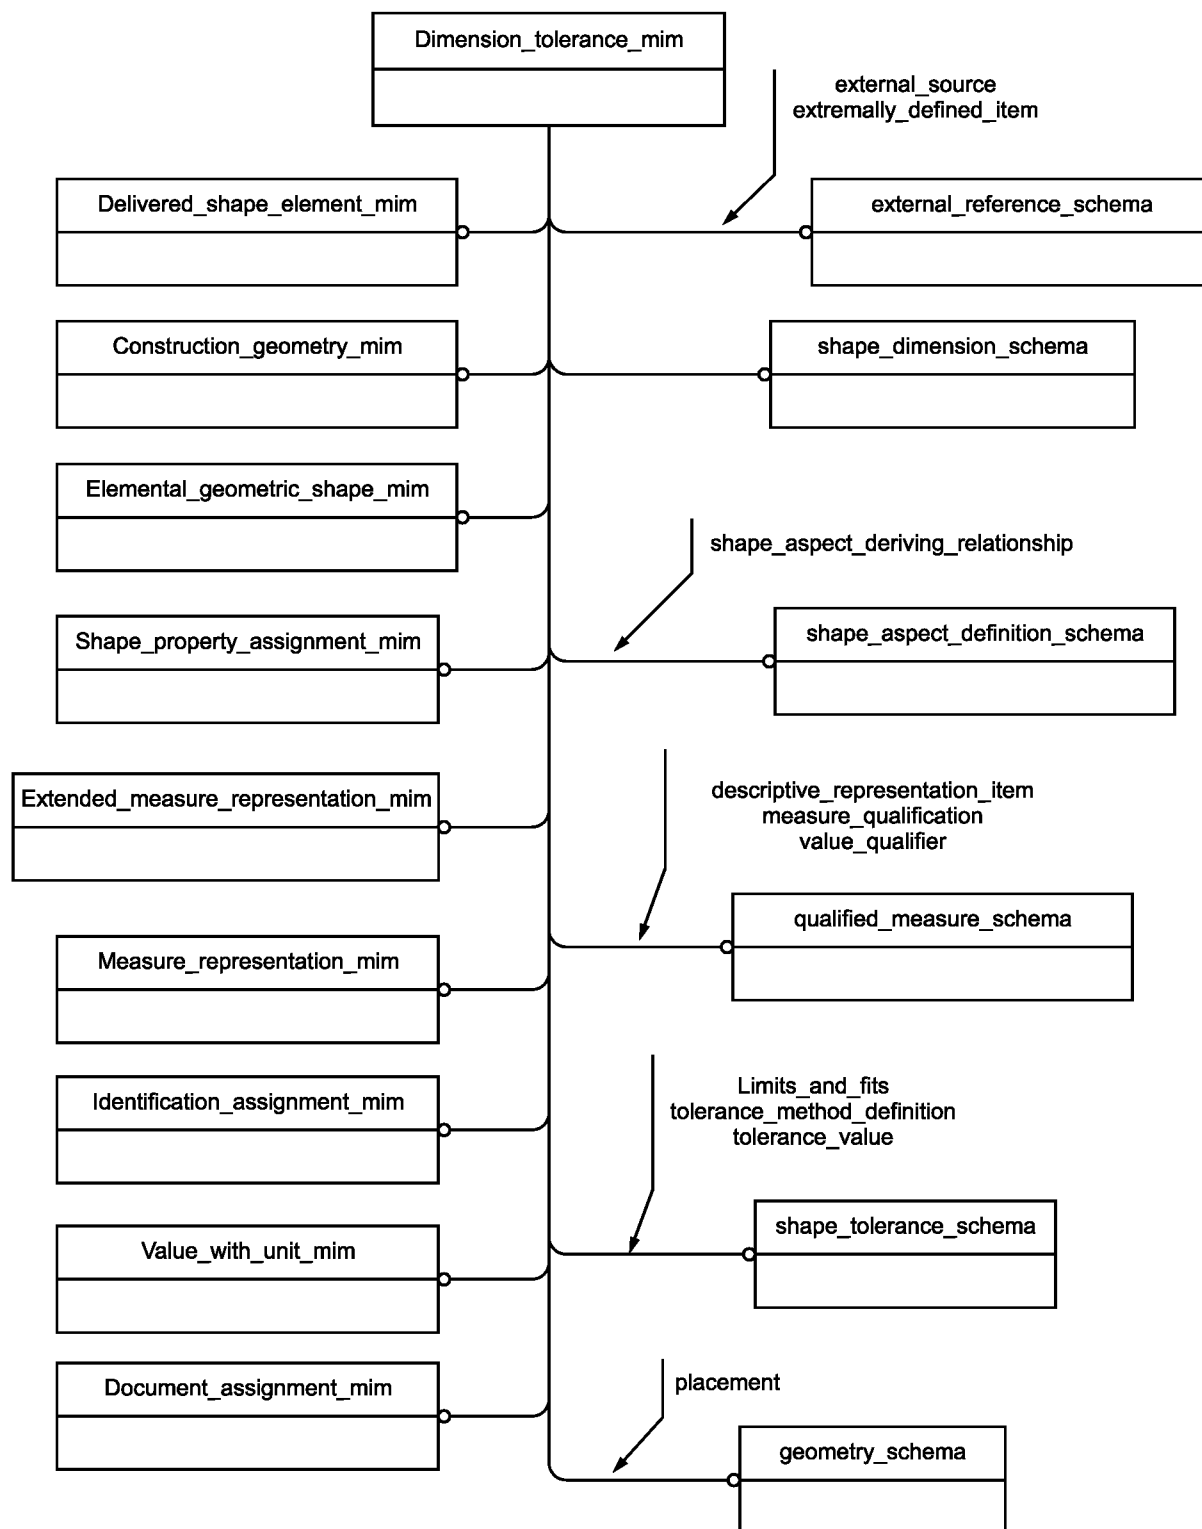 Dimension_tolerance_mim
external_source
extremally_defined_item
Delivered_shape_element_mim
external_reference_schema
Construction_geometry_mim
shape_dimension_schema
Elemental_geometric_shape_mim
shape_aspect_deriving_relationship
Shape_property_assignment_mim
shape_aspect_definition_schema
Extended_measure_representation_mim
descriptive_representation_item
measure_qualification
value_qualifier
qualified_measure_schema
Measure_representation_mim
Identification_assignment_mim
Limits_and_fits
tolerance_method_definition
tolerance_value
shape_tolerance_schema
Value_with_unit_mim
Document_assignment_mim
placement
geometry_schema